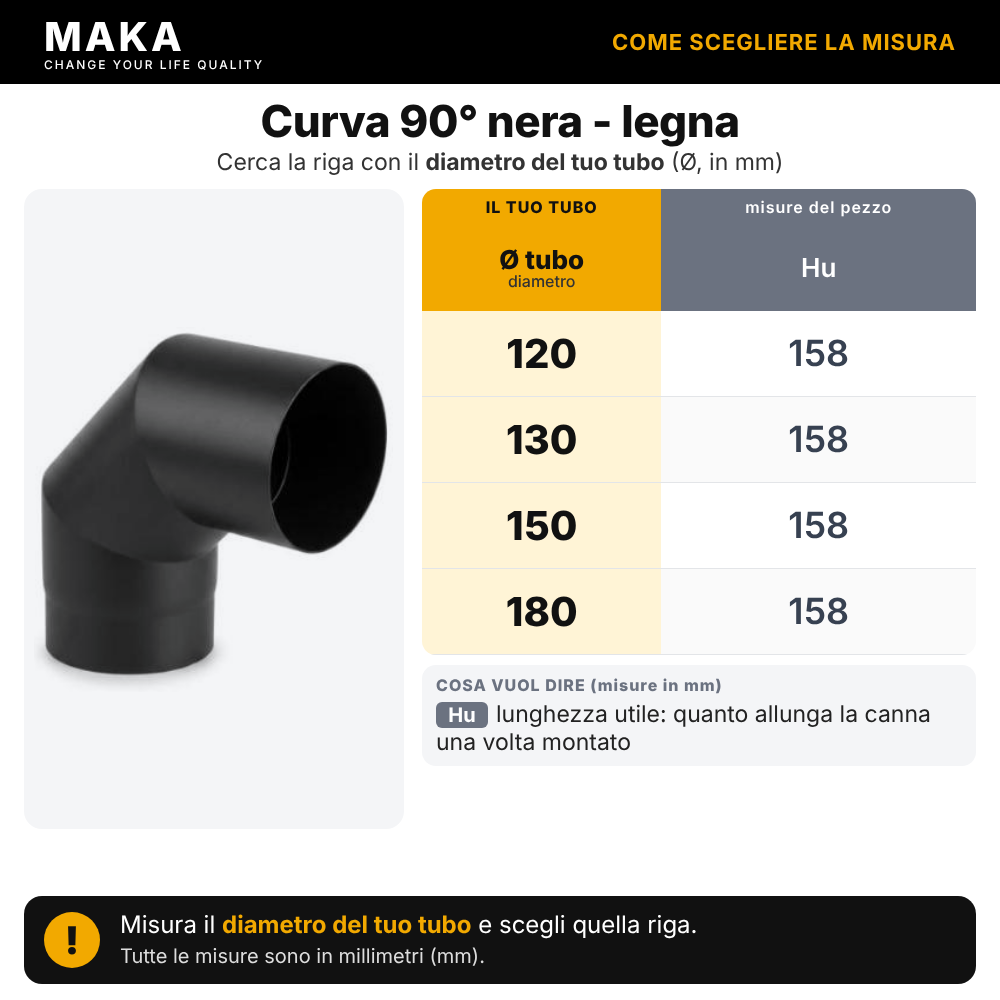 MAKA
CHANGE YOUR LIFE QUALITY
COME SCEGLIERE LA MISURA
Curva 90° nera - legna
Cerca la riga con il diametro del tuo tubo (Ø, in mm)
IL TUO TUBO
misure del pezzo
Ø tubo
diametro
Hu
120 158
130 158
150 158
180 158
COSA VUOL DIRE (misure in mm)
Hu lunghezza utile: quanto allunga la canna
una volta montato
! Misura il diametro del tuo tubo e scegli quella riga.
Tutte le misure sono in millimetri (mm).